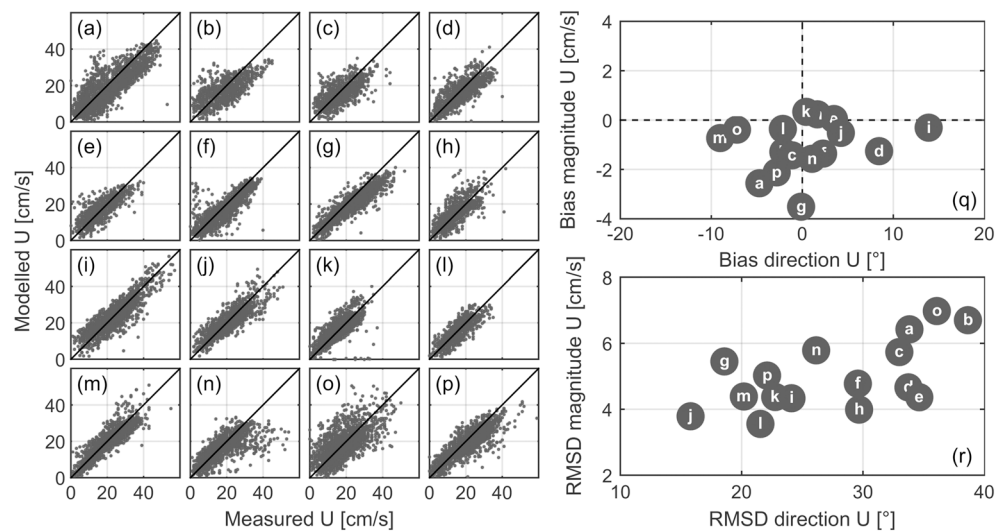 (a) (b) (c) (d)
40
20
0
(e) (f) (g) (h)
40
20
0
(i) (j) (k) (l)
40
20
0
(m) (n) (o) (p)
40
20
0
0 20 40 0 20 40 0 20 40 0 20 40
Modelled U [cm/s]
Measured U [cm/s]
4
2
0
-2
-4
k e
l j i
m o
c n d
p
a
g
(q)
-20 -10 0 10 20
Bias magnitude U [cm/s]
Bias direction U [°]
8
6
4
2
o b
a
n c
g
p f d
m k i e
j l h
(r)
10 20 30 40
RMSD magnitude U [cm/s]
RMSD direction U [°]